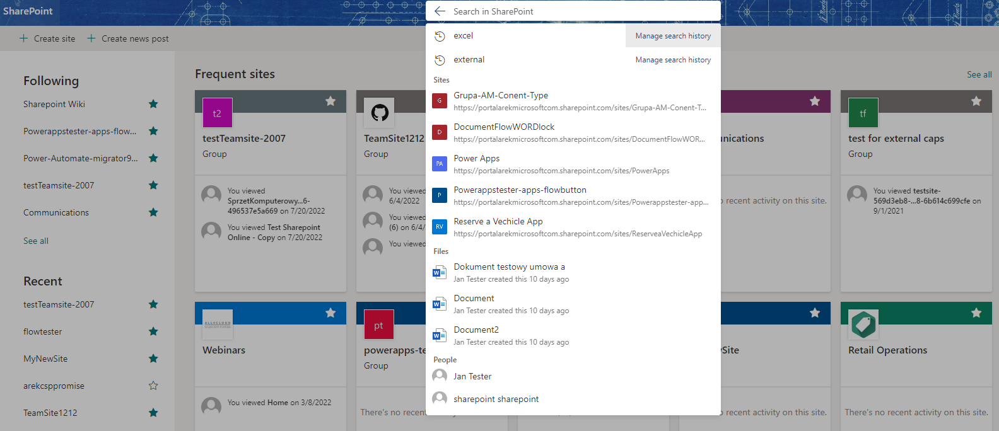 SharePoint
Search in SharePoint
Create site
Create news post
excel
Manage search history
external
Manage search history
Sites
Grupa-AM-Conent-Type
https://portalarekmicrosoftcom.sharepoint.com/sites/Grupa-AM-Conent-T...
DocumentFlowWORDlock
https://portalarekmicrosoftcom.sharepoint.com/sites/DocumentFlowWOR...
PA
Power Apps
https://portalarekmicrosoftcom.sharepoint.com/sites/PowerApps
P
Powerappstester-apps-flowbutton
https://portalarekmicrosoftcom.sharepoint.com/sites/Powerappstester-app...
RV
Reserve a Vechicle App
https://portalarekmicrosoftcom.sharepoint.com/sites/ReserveaVechicleApp
Files
Dokument testowy umowa a
Jan Tester created this 10 days ago
Document
Jan Tester created this 10 days ago
Document2
Jan Tester created this 10 days ago
People
Jan Tester
sharepoint sharepoint
Following
Sharepoint Wiki
Powerappstester-apps-flow...
Power-Automate-migrator9...
testTeamsite-2007
Communications
See all
Recent
testTeamsite-2007
flowtester
MyNewSite
arekcsppromise
TeamSite1212
Frequent sites
See all
t2
testTeamsite-2007
Group
You viewed
SprzetKomputerowy...6-
496537e5a669 on 7/20/2022
You viewed Test Sharepoint
Online - Copy on 7/20/2022
TeamSite1212
Group
You viewed
6/4/2022
You viewed
(6) on 6/4/
You viewed
nications
recent activity on this site.
tf
test for external caps
Group
You viewed testsite-
569d3eb8-...8-6b614c699cfe on
9/1/2021
Webinars
You viewed Home on 3/8/2022
pt
powerapps-te
Group
There's no recent
Site
recent activity on this site.
Retail Operations
There's no recent activity on this site.